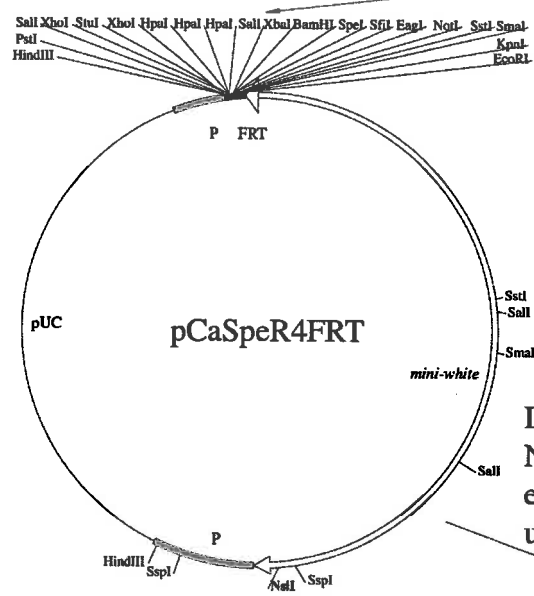 SalI XhoI StuI XhoI HpaI HpaI HpaI SalI XbaI BamHI SpeI SfiI EagI NotI SstI SmaI
PstI
KpnI
HindIII
EcoRI
P FRT
SstI
SalI
pUC
pCaSpeR4FRT
SmaI
mini-white
SalI
P
HindIII
SspI
NsiI
SspI